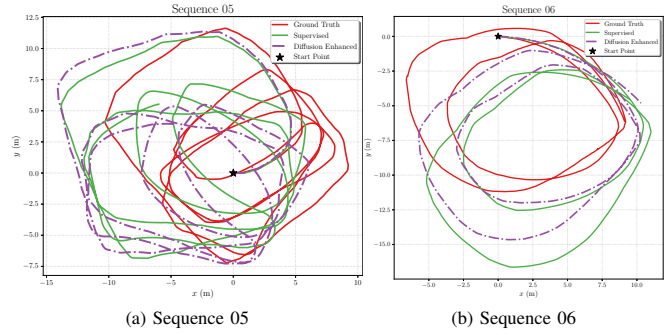 Sequence 05
12.5
10.0
7.5
5.0
2.5
0.0
−2.5
−5.0
−7.5
y (m)
Ground Truth
Supervised
Diffusion Enhanced
Start Point
−15
−10
−5
0
5
10
x (m)
(a) Sequence 05
Sequence 06
0.0
−2.5
−5.0
−7.5
−10.0
−12.5
−15.0
y (m)
Ground Truth
Supervised
Diffusion Enhanced
Start Point
−5.0
−2.5
0.0
2.5
5.0
7.5
10.0
x (m)
(b) Sequence 06